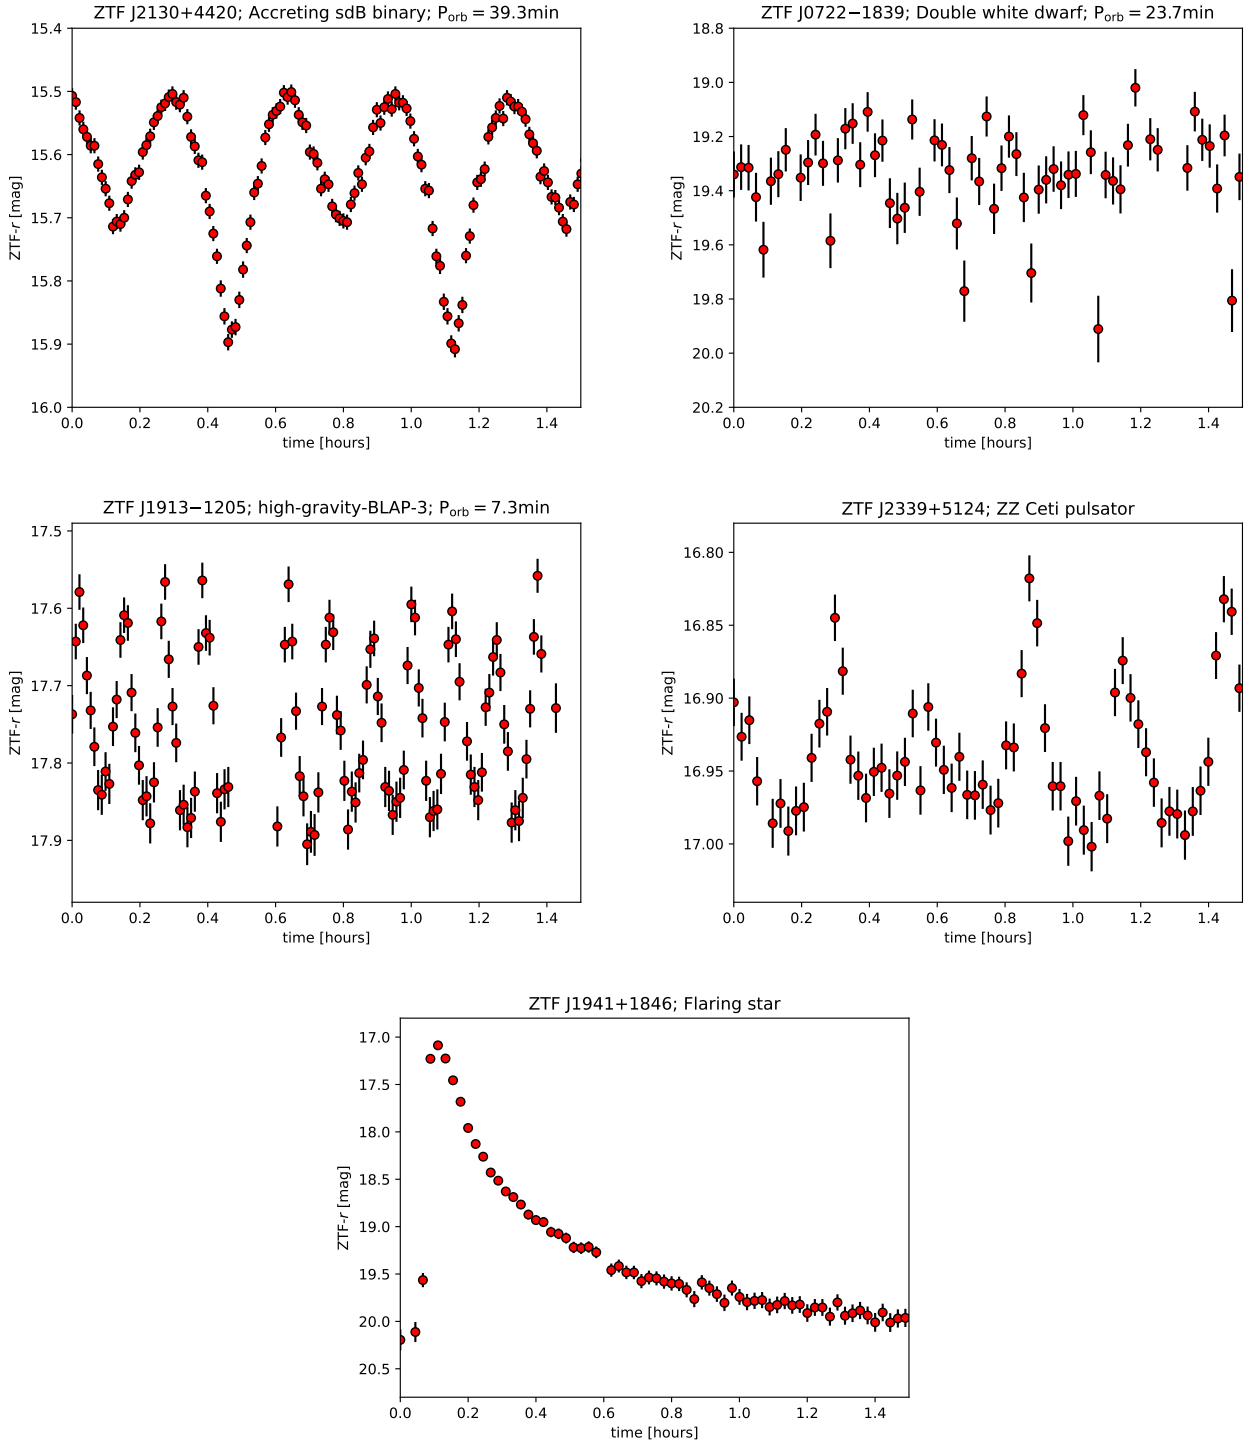 ZTF J2130+4420; Accreting sdB binary; P_orb = 39.3min
15.4
15.5
15.6
15.7
15.8
15.9
16.0
ZTF-r [mag]
0.0 0.2 0.4 0.6 0.8 1.0 1.2 1.4
time [hours]
ZTF J0722−1839; Double white dwarf; P_orb = 23.7min
18.8
19.0
19.2
19.4
19.6
19.8
20.0
20.2
ZTF-r [mag]
0.0 0.2 0.4 0.6 0.8 1.0 1.2 1.4
time [hours]
ZTF J1913−1205; high-gravity-BLAP-3; P_orb = 7.3min
17.5
17.6
17.7
17.8
17.9
ZTF-r [mag]
0.0 0.2 0.4 0.6 0.8 1.0 1.2 1.4
time [hours]
ZTF J2339+5124; ZZ Ceti pulsator
16.80
16.85
16.90
16.95
17.00
ZTF-r [mag]
0.0 0.2 0.4 0.6 0.8 1.0 1.2 1.4
time [hours]
ZTF J1941+1846; Flaring star
17.0
17.5
18.0
18.5
19.0
19.5
20.0
20.5
ZTF-r [mag]
0.0 0.2 0.4 0.6 0.8 1.0 1.2 1.4
time [hours]